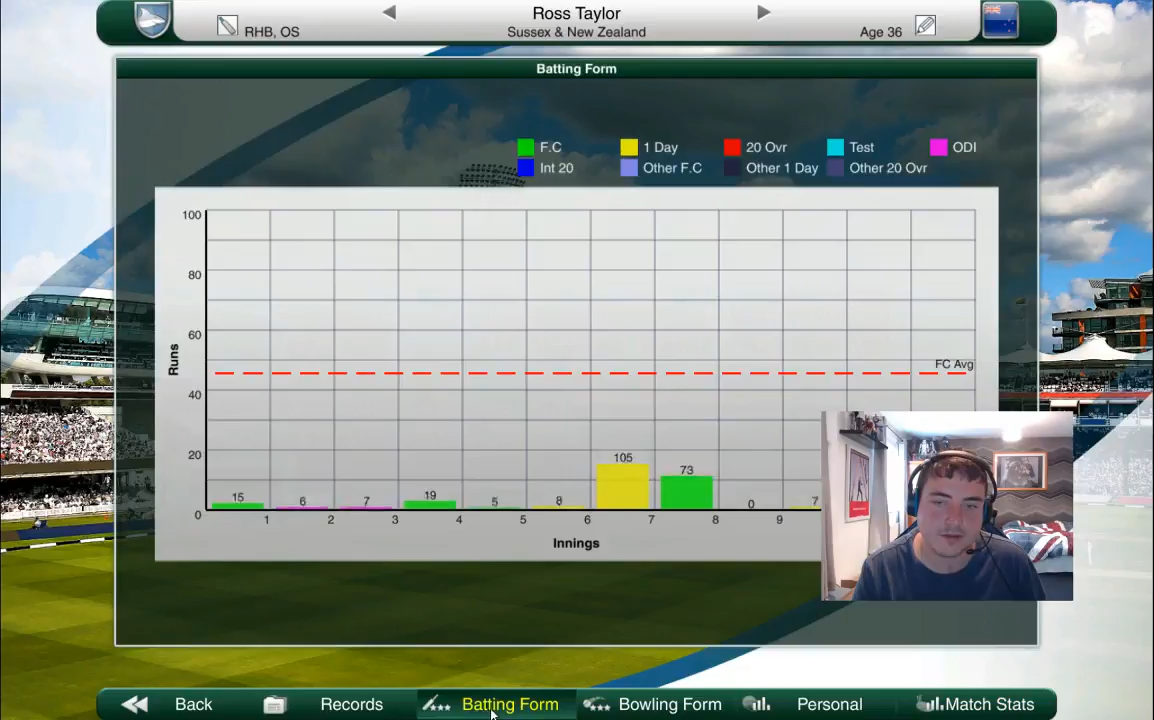 Ross Taylor
RHB, OS
Sussex & New Zealand
Age 36
Batting Form
F.C 1 Day 20 Ovr Test ODI
Int 20 Other F.C Other 1 Day Other 20 Ovr
100
80
60
40
20
0
Runs
FC Avg
15 6 7 19 5 8 105 73 0 7
1 2 3 4 5 6 7 8 9
Innings
Back Records Batting Form Bowling Form Personal Match Stats